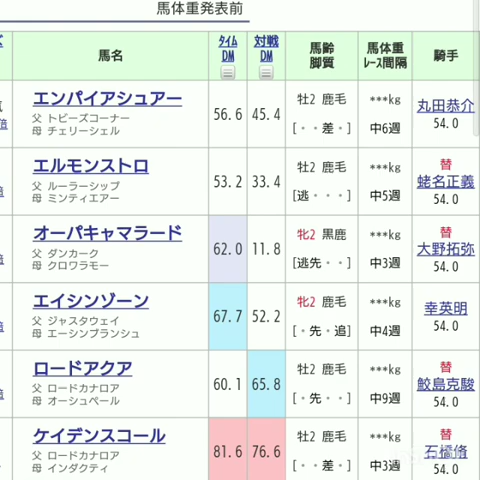 馬体重発表前
馬名 タイムDM 対戦DM 馬齢 脚質 馬体重 ﾚｰｽ間隔 騎手
エンパイアシュアー
父 トビーズコーナー
母 チェリーシェル
56.6 45.4 牡2 鹿毛 [・・差・] ***kg 中6週 丸田恭介 54.0
エルモンストロ
父 ルーラーシップ
母 ミンティエアー
53.2 33.4 牡2 鹿毛 [逃・・・] ***kg 中5週 替 蛯名正義 54.0
オーパキャマラード
父 ダンカーク
母 クロワラモー
62.0 11.8 牝2 黒鹿 [逃先・・] ***kg 中3週 替 大野拓弥 54.0
エイシンゾーン
父 ジャスタウェイ
母 エーシンブランシュ
67.7 52.2 牝2 鹿毛 [・先・追] ***kg 中4週 幸英明 54.0
ロードアクア
父 ロードカナロア
母 オーシュペール
60.1 65.8 牡2 鹿毛 [・先・・] ***kg 中9週 替 鮫島克駿 54.0
ケイデンスコール
父 ロードカナロア
母 インダクティ
81.6 76.6 牡2 鹿毛 [・・差・] ***kg 中3週 替 石橋脩 54.0